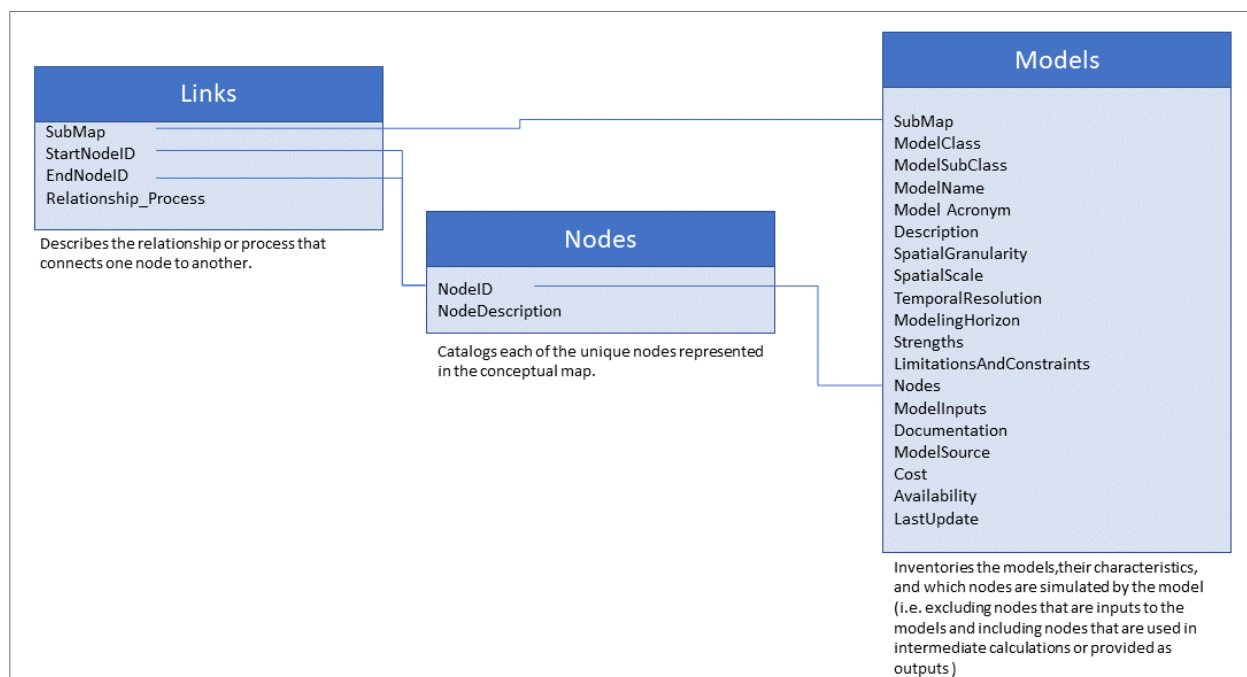 Links
SubMap
StartNodeID
EndNodeID
Relationship_Process
Describes the relationship or process that
connects one node to another.
Nodes
NodeID
NodeDescription
Catalogs each of the unique nodes represented
in the conceptual map.
Models
SubMap
ModelClass
ModelSubClass
ModelName
Model Acronym
Description
SpatialGranularity
SpatialScale
TemporalResolution
ModelingHorizon
Strengths
LimitationsAndConstraints
Nodes
ModelInputs
Documentation
ModelSource
Cost
Availability
LastUpdate
Inventories the models,their characteristics,
and which nodes are simulated by the model
(i.e. excluding nodes that are inputs to the
models and including nodes that are used in
intermediate calculations or provided as
outputs )